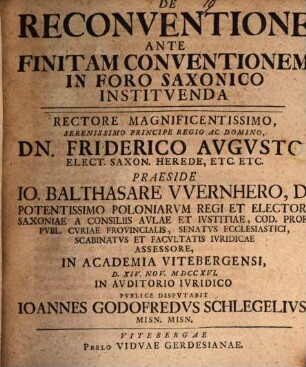 DE
RECONVENTIONE
ANTE
FINITAM CONVENTIONEM
IN FORO SAXONICO
INSTITVENDA
RECTORE MAGNIFICENTISSIMO,
SERENISSIMO PRINCIPE REGIO AC DOMINO,
DN. FRIDERICO AVGVSTO
ELECT. SAXON. HEREDE, ETC. ETC.
PRAESIDE
IO. BALTHASARE VVERNHERO, D
POTENTISSIMO POLONIARVM REGI ET ELECTOR
SAXONIAE A CONSILIIS AVLAE ET IVSTITIAE, COD. PROF
PVBL. CVRIAE PROVINCIALIS, SENATVS ECCLESIASTICI,
SCABINATVS ET FACVLTATIS IVRIDICAE
ASSESSORE,
IN ACADEMIA VITEBERGENSI,
D. XIV. NOV. M DCC XVI.
IN AVDITORIO IVRIDICO
PVBLICE DISPVTABIT
IOANNES GODOFREDVS SCHLEGELIVS
MISN. MISN.
VITEBERGAE
PRELO VIDVAE GERDESIANAE.